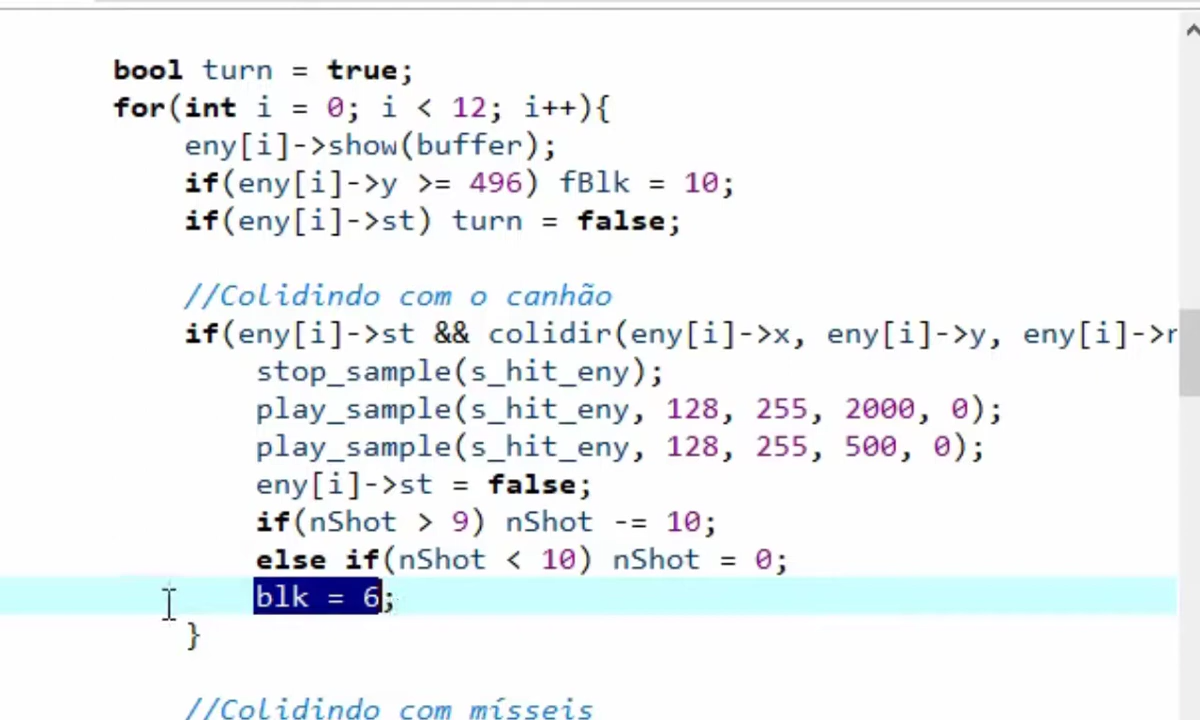 bool turn = true;
for(int i = 0; i < 12; i++){
eny[i]->show(buffer);
if(eny[i]->y >= 496) fBlk = 10;
if(eny[i]->st) turn = false;
//Colidindo com o canhão
if(eny[i]->st && colidir(eny[i]->x, eny[i]->y, eny[i]->r
stop_sample(s_hit_eny);
play_sample(s_hit_eny, 128, 255, 2000, 0);
play_sample(s_hit_eny, 128, 255, 500, 0);
eny[i]->st = false;
if(nShot > 9) nShot -= 10;
else if(nShot < 10) nShot = 0;
blk = 6;
}
//Colidindo com mísseis